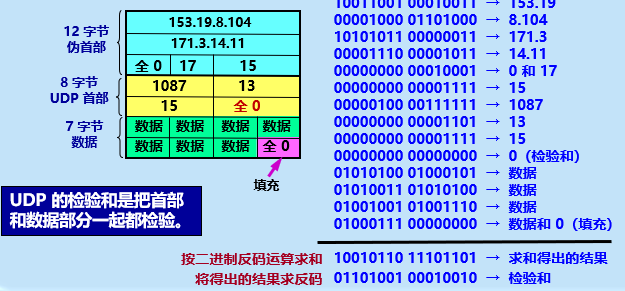 10011001 00010011 → 153.19
00001000 01101000 → 8.104
10101011 00000011 → 171.3
00001110 00001011 → 14.11
00000000 00010001 → 0 和 17
00000000 00001111 → 15
00000100 00111111 → 1087
00000000 00001101 → 13
00000000 00001111 → 15
00000000 00000000 → 0（检验和）
01010100 01000101 → 数据
01010011 01010100 → 数据
01001001 01001110 → 数据
01000111 00000000 → 数据和 0（填充）
按二进制反码运算求和 10010110 11101101 → 求和得出的结果
将得出的结果求反码 01101001 00010010 → 检验和
12 字节
伪首部
153.19.8.104
171.3.14.11
全 0 17 15
8 字节
UDP 首部
1087 13
15 全 0
7 字节
数据
数据 数据 数据 数据
数据 数据 数据 全 0
填充
UDP 的检验和是把首部
和数据部分一起都检验。